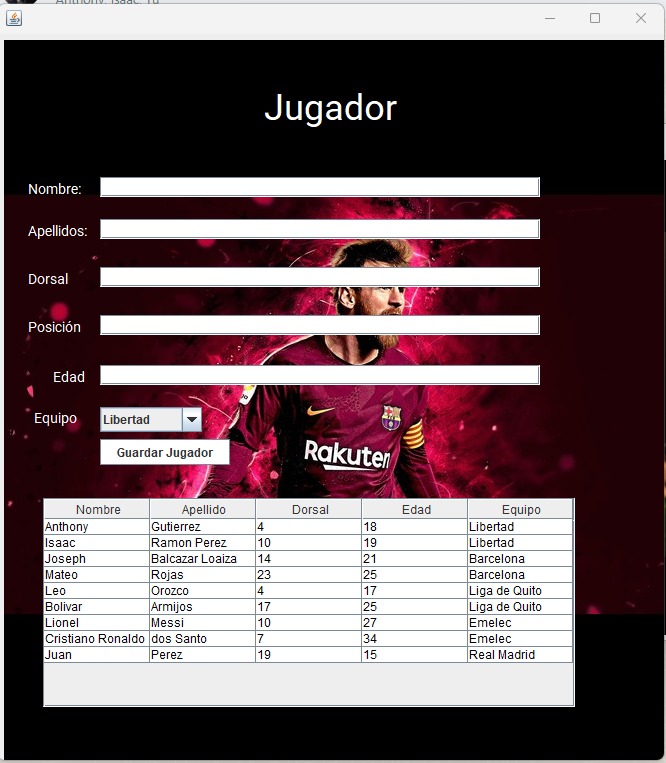 Anthony, Isaac, Tu
Jugador
Nombre:
Apellidos:
Dorsal
Posición
Edad
Equipo Libertad
Guardar Jugador
Rakuten
Nombre Apellido Dorsal Edad Equipo
Anthony Gutierrez 4 18 Libertad
Isaac Ramon Perez 10 19 Libertad
Joseph Balcazar Loaiza 14 21 Barcelona
Mateo Rojas 23 25 Barcelona
Leo Orozco 4 17 Liga de Quito
Bolivar Armijos 17 25 Liga de Quito
Lionel Messi 10 27 Emelec
Cristiano Ronaldo dos Santo 7 34 Emelec
Juan Perez 19 15 Real Madrid